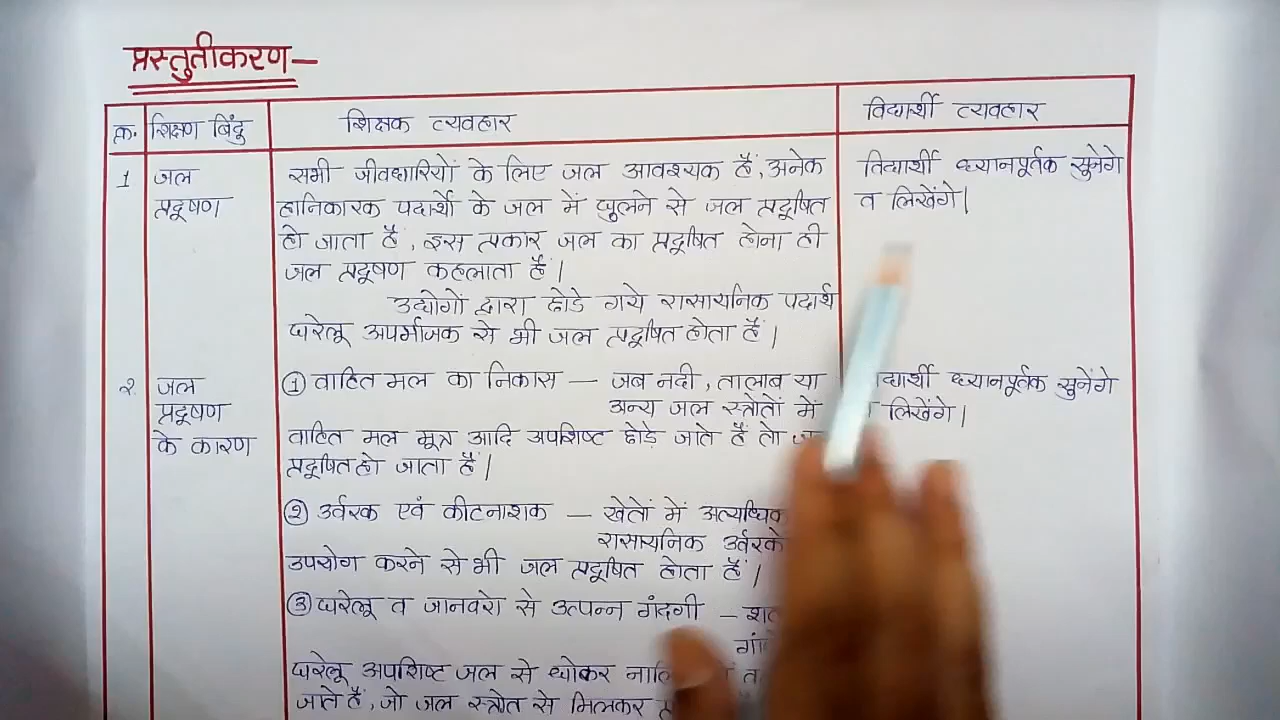 प्रस्तुतीकरण–
क्र. शिक्षण बिंदु शिक्षक व्यवहार विद्यार्थी व्यवहार
1 जल सभी जीवधारियों के लिए जल आवश्यक हैं, अनेक विद्यार्थी ध्यानपूर्वक सुनेगे
प्रदूषण हानिकारक पदार्थो के जल में घुलने से जल प्रदूषित व लिखेंगे।
हो जाता हैं, इस प्रकार जल का प्रदूषित होना ही
जल प्रदूषण कहलाता हैं।
उद्योगों द्वारा छोडे गये रासायनिक पदार्थ
घरेलू अपर्माजक से भी जल प्रदूषित होता हैं।
२ जल ① वाहित मल का निकास – जब नदी, तालाब या ध्यानपूर्वक सुनेंगे
प्रदूषण अन्य जल स्त्रोतों में लिखेंगे।
के कारण वाहित मल मूत्र आदि अपशिष्ट छोड़े जाते हैं तो
प्रदूषित हो जाता हैं।
② उर्वरक एवं कीटनाशक – खेतों में अत्यधिक
रासायनिक
उपयोग करने से भी जल प्रदूषित होता हैं।
③ घरेलू व जानवरो से उत्पन्न गंदगी –
घरेलू अपशिष्ट जल से धोकर
जाते हैं, जो जल स्त्रोत से मिलकर